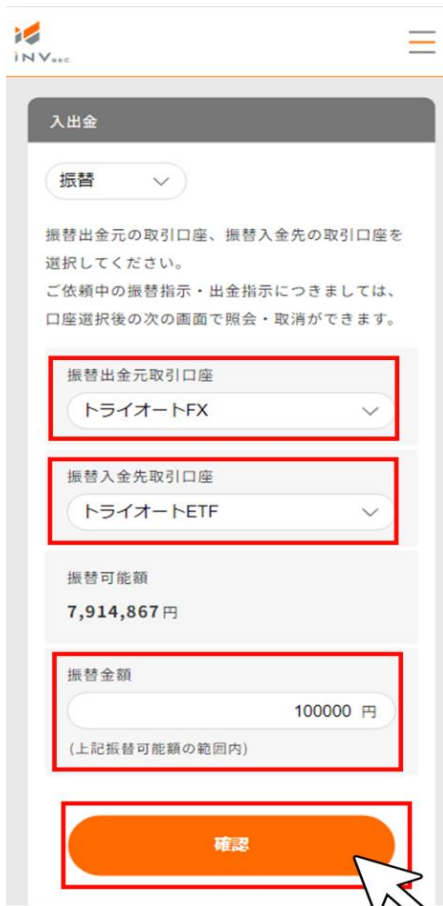 iNV SEC.
入出金
振替
振替出金元の取引口座、振替入金先の取引口座を
選択してください。
ご依頼中の振替指示・出金指示につきましては、
口座選択後の次の画面で照会・取消ができます。
振替出金元取引口座
トライオートFX
振替入金先取引口座
トライオートETF
振替可能額
7,914,867円
振替金額
100000 円
(上記振替可能額の範囲内)
確認